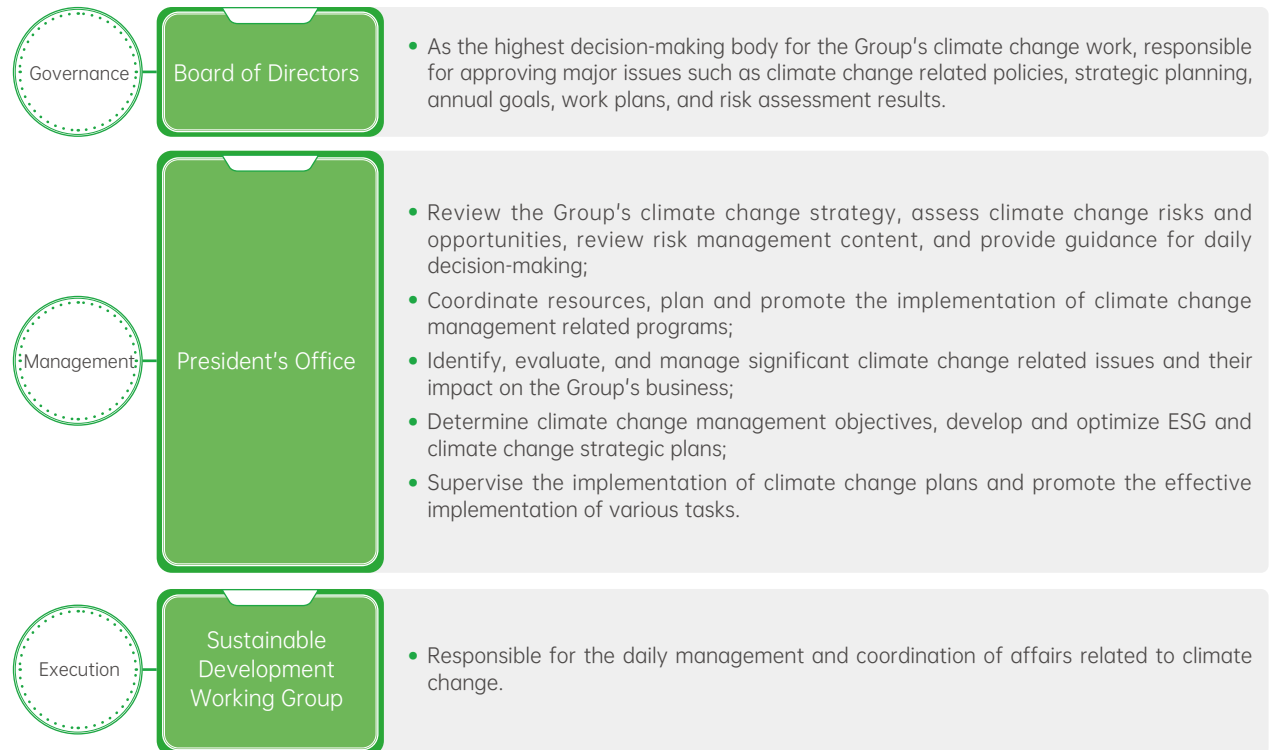 Governance
Board of Directors
• As the highest decision-making body for the Group's climate change work, responsible
for approving major issues such as climate change related policies, strategic planning,
annual goals, work plans, and risk assessment results.
Management
President's Office
• Review the Group's climate change strategy, assess climate change risks and
opportunities, review risk management content, and provide guidance for daily
decision-making;
• Coordinate resources, plan and promote the implementation of climate change
management related programs;
• Identify, evaluate, and manage significant climate change related issues and their
impact on the Group's business;
• Determine climate change management objectives, develop and optimize ESG and
climate change strategic plans;
• Supervise the implementation of climate change plans and promote the effective
implementation of various tasks.
Execution
Sustainable
Development
Working Group
• Responsible for the daily management and coordination of affairs related to climate
change.